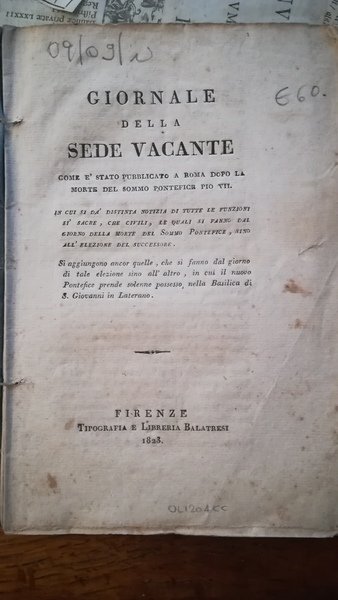 09/09/n
€60.
GIORNALE
DELLA
SEDE VACANTE
COME E' STATO PUBBLICATO A ROMA DOPO LA
MORTE DEL SOMMO PONTEFICE PIO VII.
IN CUI SI DA' DISTINTA NOTIZIA DI TUTTE LE FUNZIONI
SI' SACRE, CHE CIVILI, LE QUALI SI FANNO DAL
GIORNO DELLA MORTE DEL SOMMO PONTEFICE, SINO
ALL' ELEZIONE DEL SUCCESSORE.
Si aggiungono ancor quelle, che si fanno dal giorno
di tale elezione sino all' altro, in cui il nuovo
Pontefice prende solenne possesso nella Basilica di
S. Giovanni in Laterano.
FIRENZE
TIPOGRAFIA E LIBRERIA BALATRESI
1823.